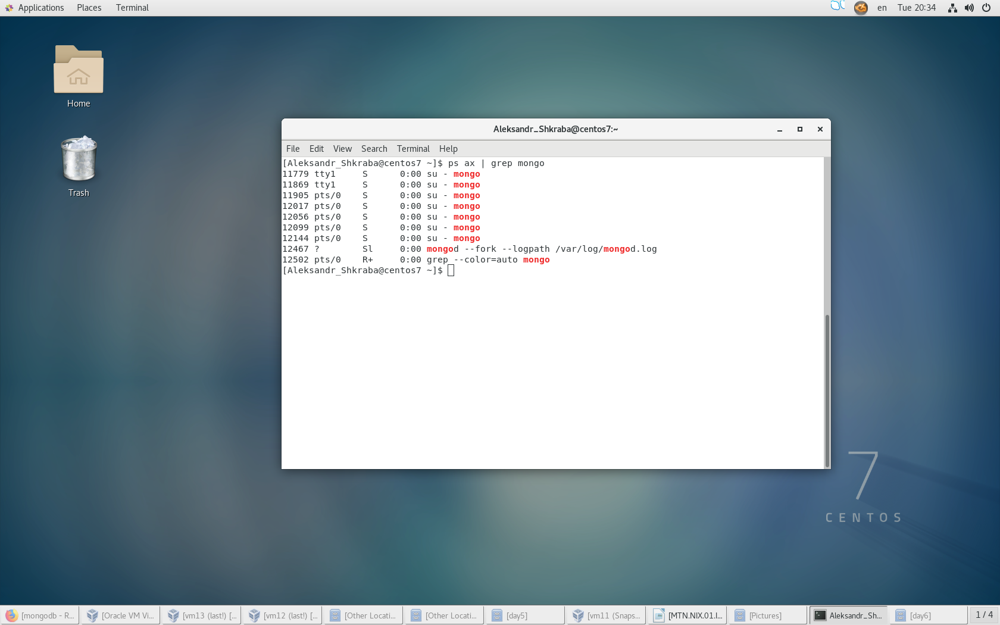 Applications Places Terminal en Tue 20:34
Home
Trash
Aleksandr_Shkraba@centos7:~
File Edit View Search Terminal Help
[Aleksandr_Shkraba@centos7 ~]$ ps ax | grep mongo
11779 tty1     S      0:00 su - mongo
11869 tty1     S      0:00 su - mongo
11905 pts/0    S      0:00 su - mongo
12017 pts/0    S      0:00 su - mongo
12056 pts/0    S      0:00 su - mongo
12099 pts/0    S      0:00 su - mongo
12144 pts/0    S      0:00 su - mongo
12467 ?        Sl     0:00 mongod --fork --logpath /var/log/mongod.log
12502 pts/0    R+     0:00 grep --color=auto mongo
[Aleksandr_Shkraba@centos7 ~]$
7
CENTOS
[mongodb - R... [Oracle VM Vi... [vm13 (last!) [... [vm12 (last!) [... [Other Locati... [Other Locati... [day5] [vm11 (Snaps... [MTN.NIX.01.l... [Pictures] Aleksandr_Sh... [day6] 1 / 4